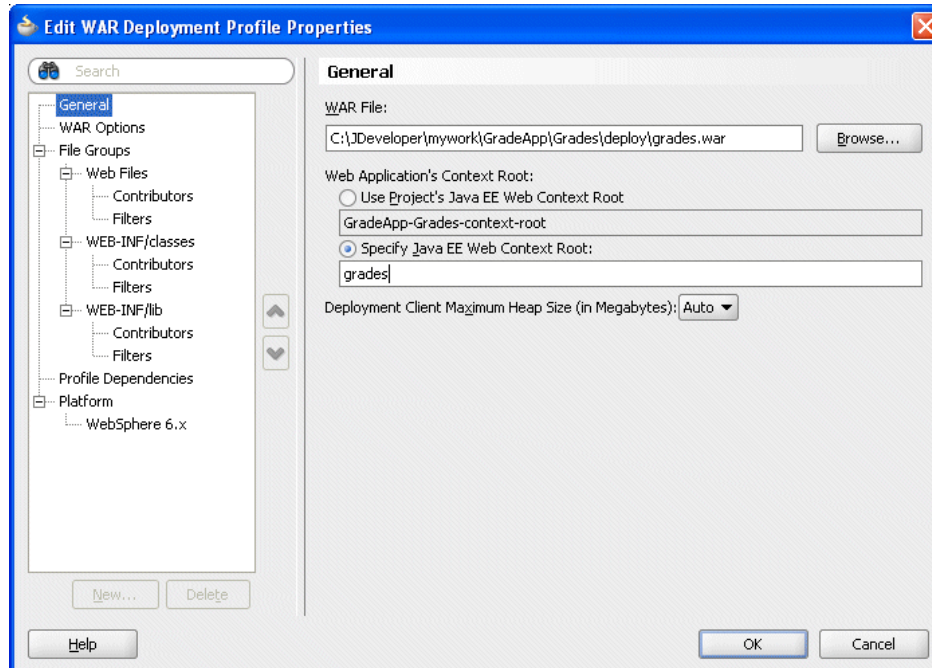 Edit WAR Deployment Profile Properties
Search
General
WAR Options
File Groups
Web Files
Contributors
Filters
WEB-INF/classes
Contributors
Filters
WEB-INF/lib
Contributors
Filters
Profile Dependencies
Platform
WebSphere 6.x
New...
Delete
General
WAR File:
C:\JDeveloper\mywork\GradeApp\Grades\deploy\grades.war
Browse...
Web Application's Context Root:
Use Project's Java EE Web Context Root
GradeApp-Grades-context-root
Specify Java EE Web Context Root:
grades
Deployment Client Maximum Heap Size (in Megabytes): Auto
Help
OK
Cancel